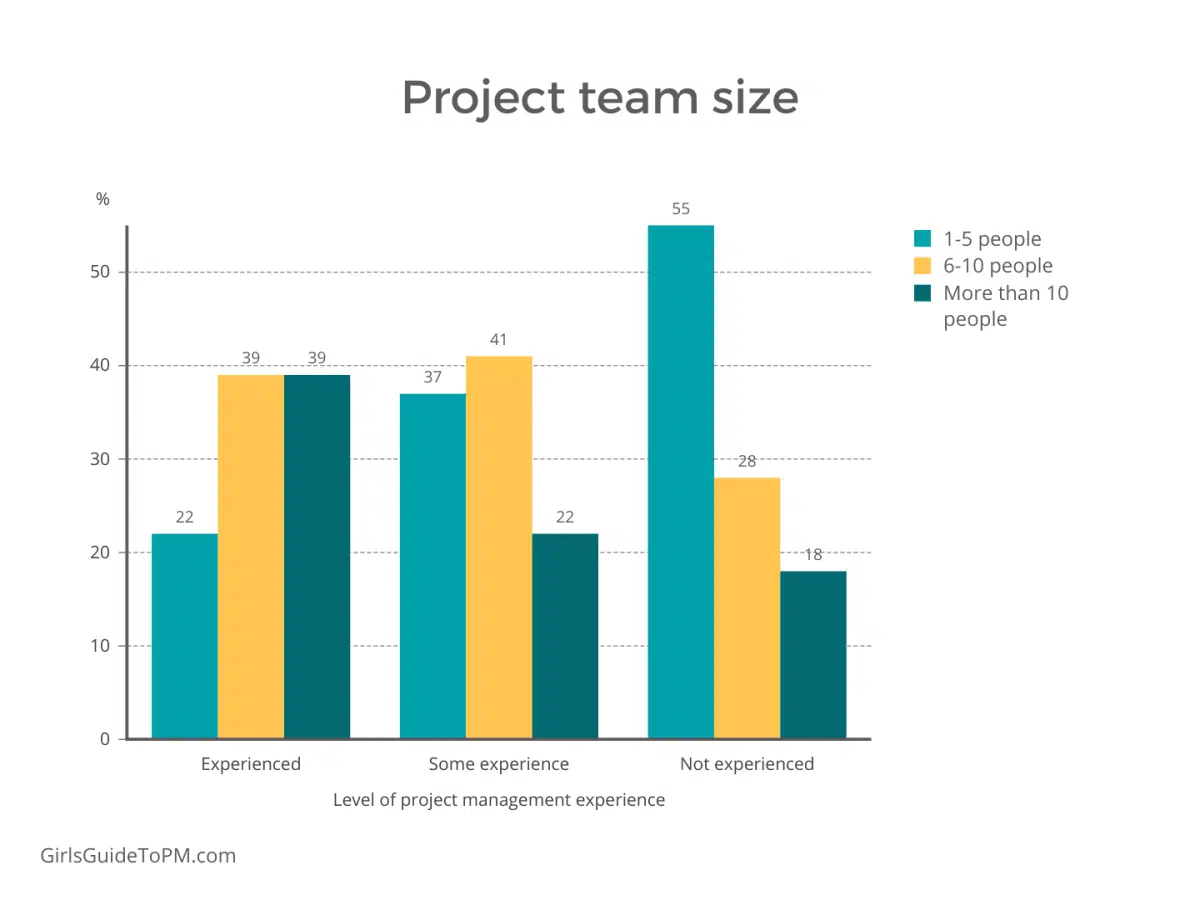 Project team size
%
55
50
41
40
39
39
37
30
28
22
22
20
18
10
0
Experienced
Some experience
Not experienced
Level of project management experience
1-5 people
6-10 people
More than 10
people
GirlsGuideToPM.com